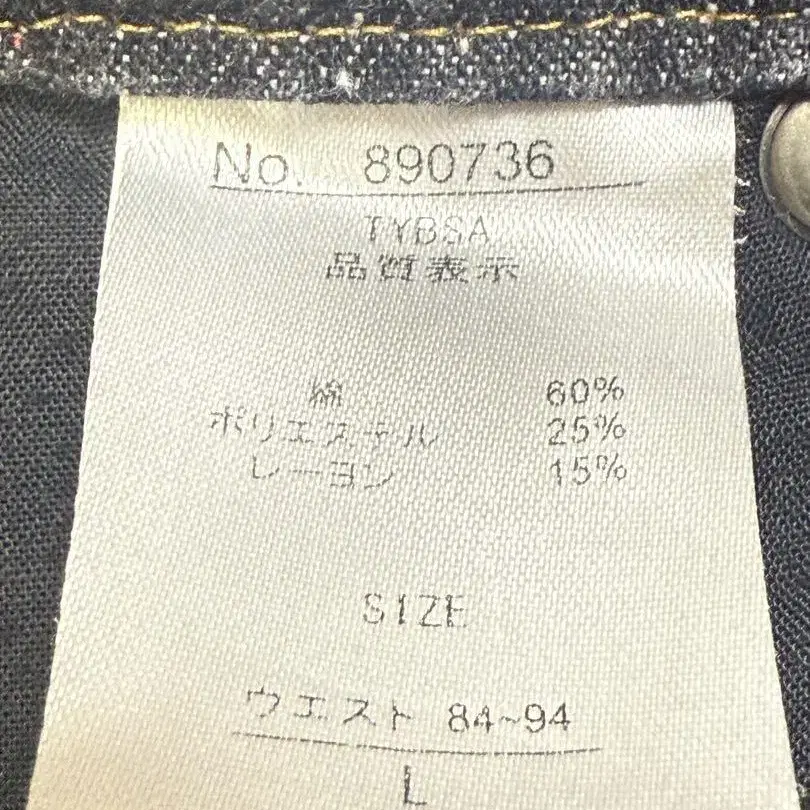 No. 890736
TYBSA
品質表示
綿 60%
ポリエステル 25%
レーヨン 15%
SIZE
ウエスト 84~94
L